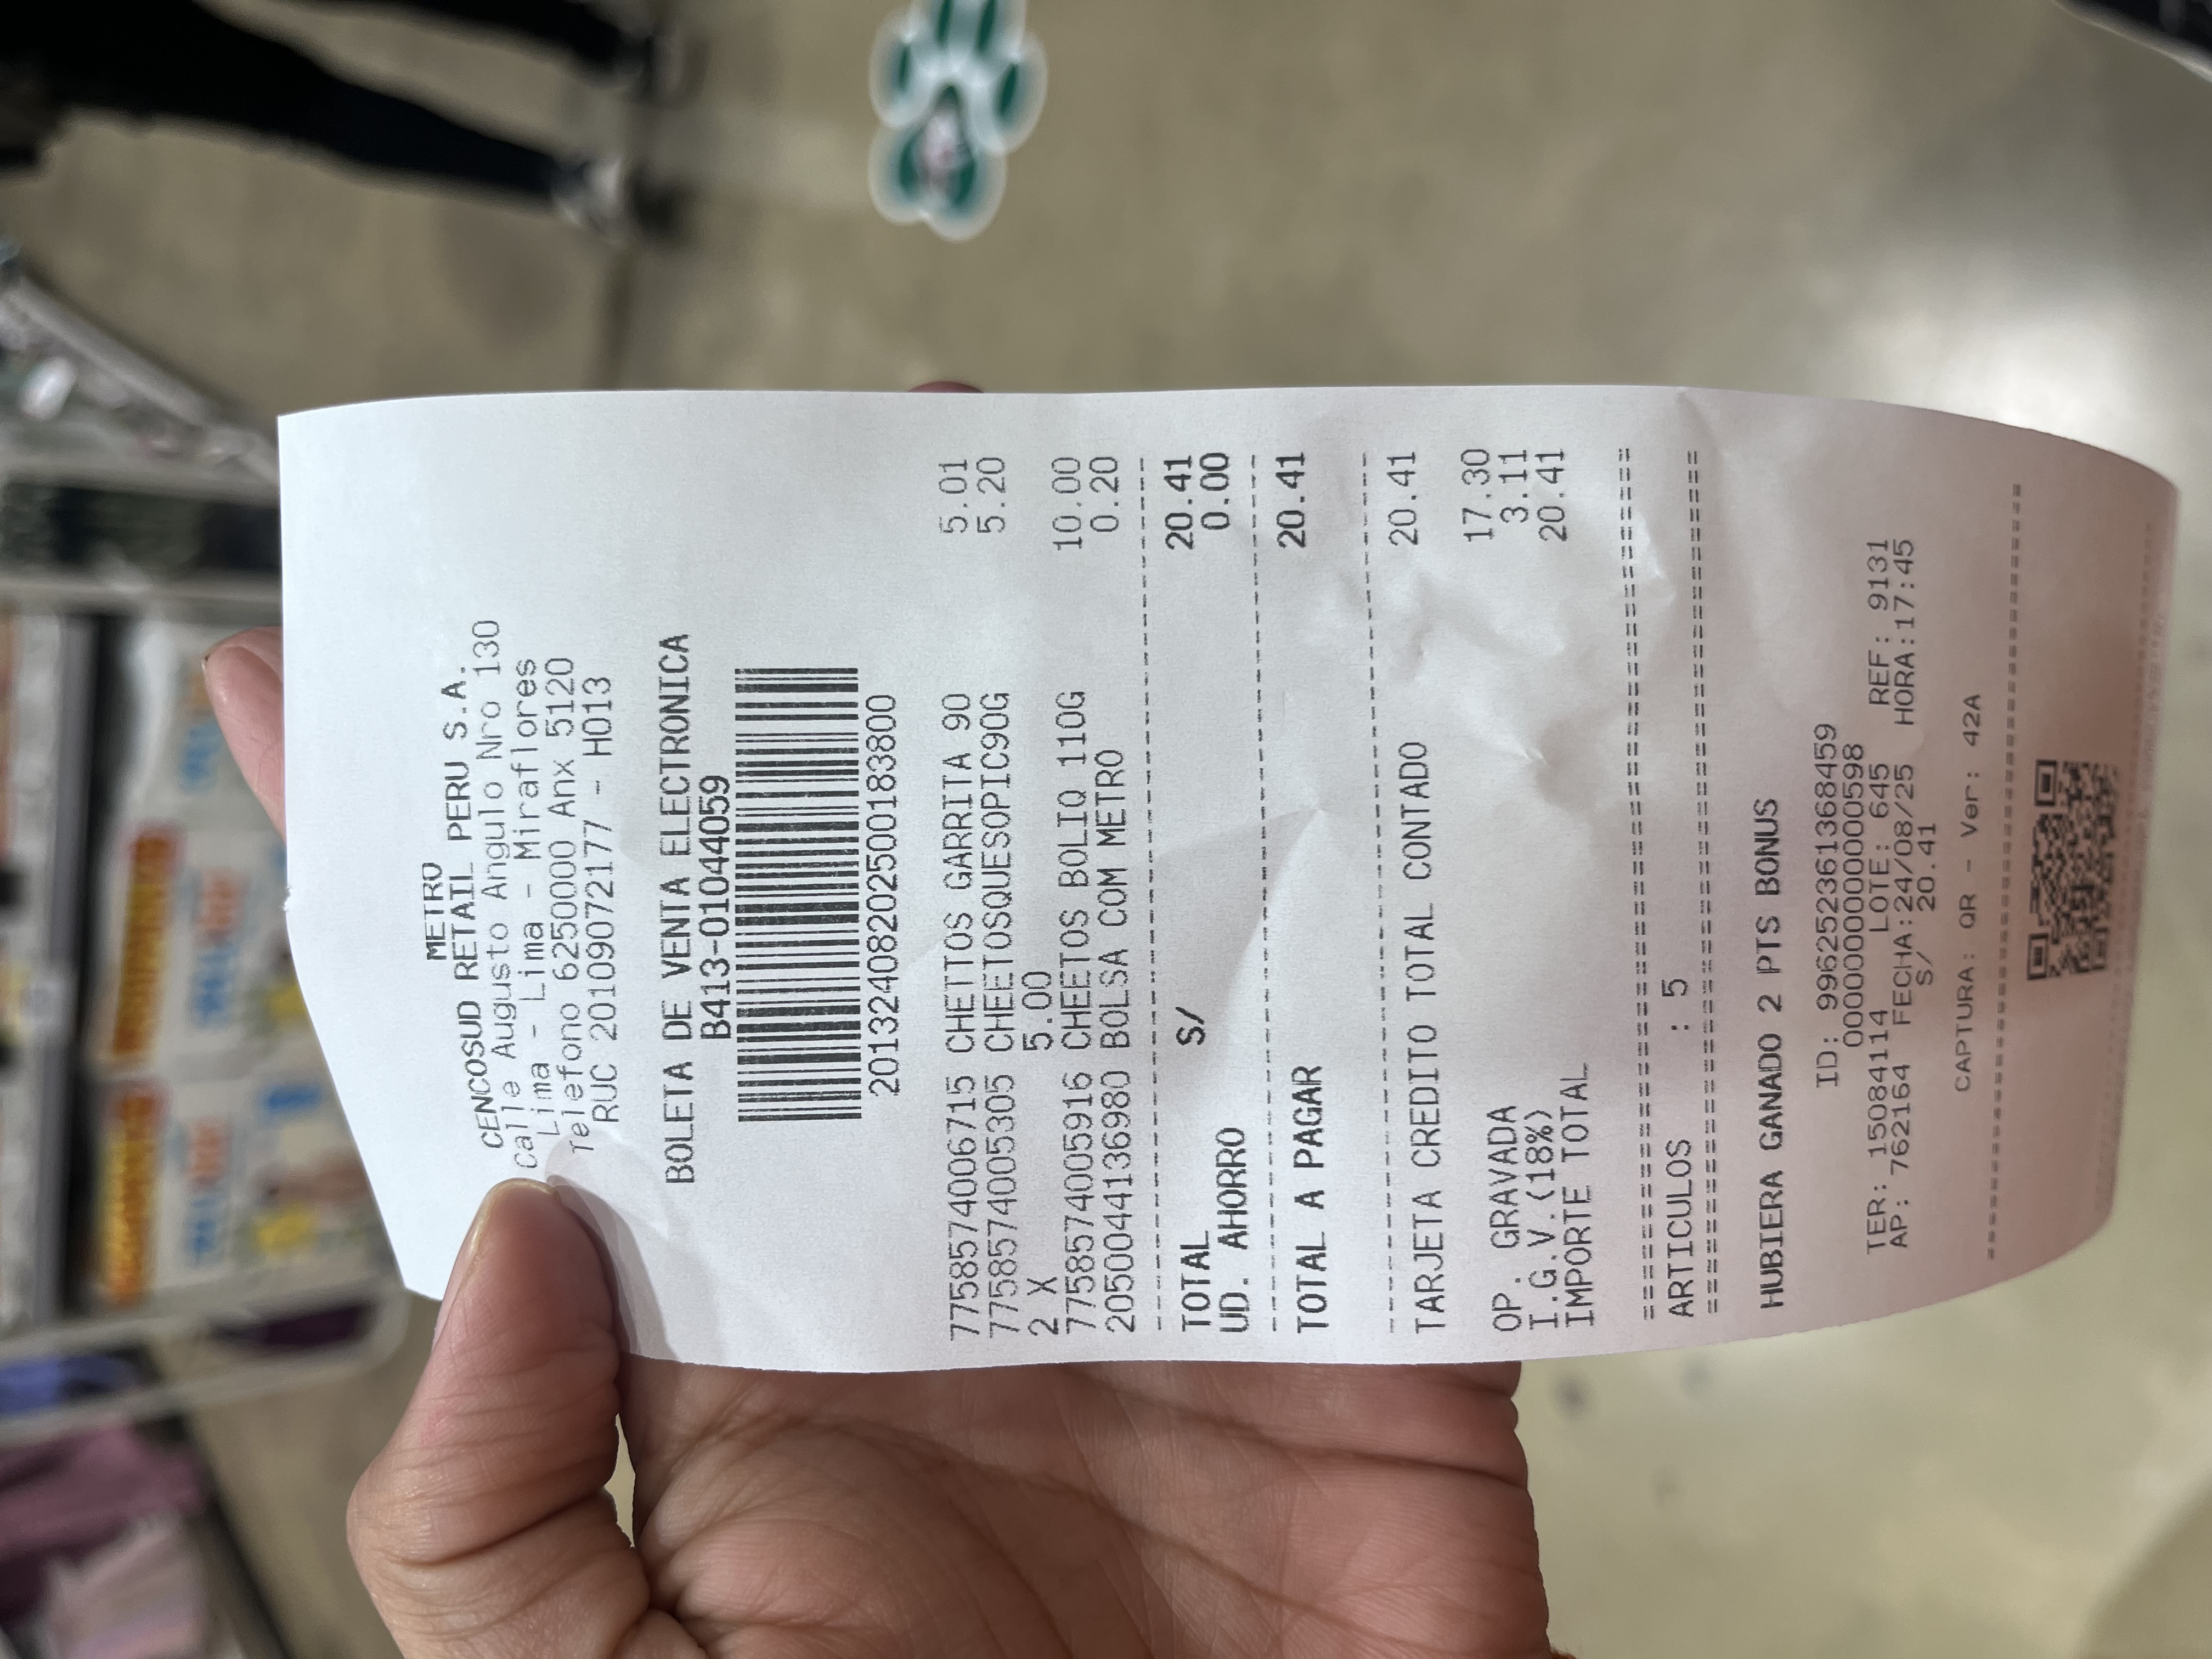 METRO
CENCOSUD RETAIL PERU S.A.
Calle Augusto Angulo Nro 130
Lima - Lima - Miraflores
Telefono 6250000 Anx 5120
RUC 20109072177 - H013
BOLETA DE VENTA ELECTRONICA
B413-01044059
20132408202500183800
7758574006715 CHETTOS GARRITA 90 5.01
7758574005305 CHEETOSQUESOPIC90G 5.20
2 X 5.00
7758574005916 CHEETOS BOLIQ 110G 10.00
2050044136980 BOLSA COM METRO 0.20
TOTAL S/ 20.41
UD. AHORRO 0.00
TOTAL A PAGAR 20.41
TARJETA CREDITO TOTAL CONTADO 20.41
OP. GRAVADA 17.30
I.G.V.(18%) 3.11
IMPORTE TOTAL 20.41
ARTICULOS : 5
HUBIERA GANADO 2 PTS BONUS
ID: 996252361368459
0000000000000598
TER: 15084114 LOTE: 645 REF: 9131
AP: 762164 FECHA:24/08/25 HORA:17:45
S/ 20.41
CAPTURA: QR - Ver: 42A